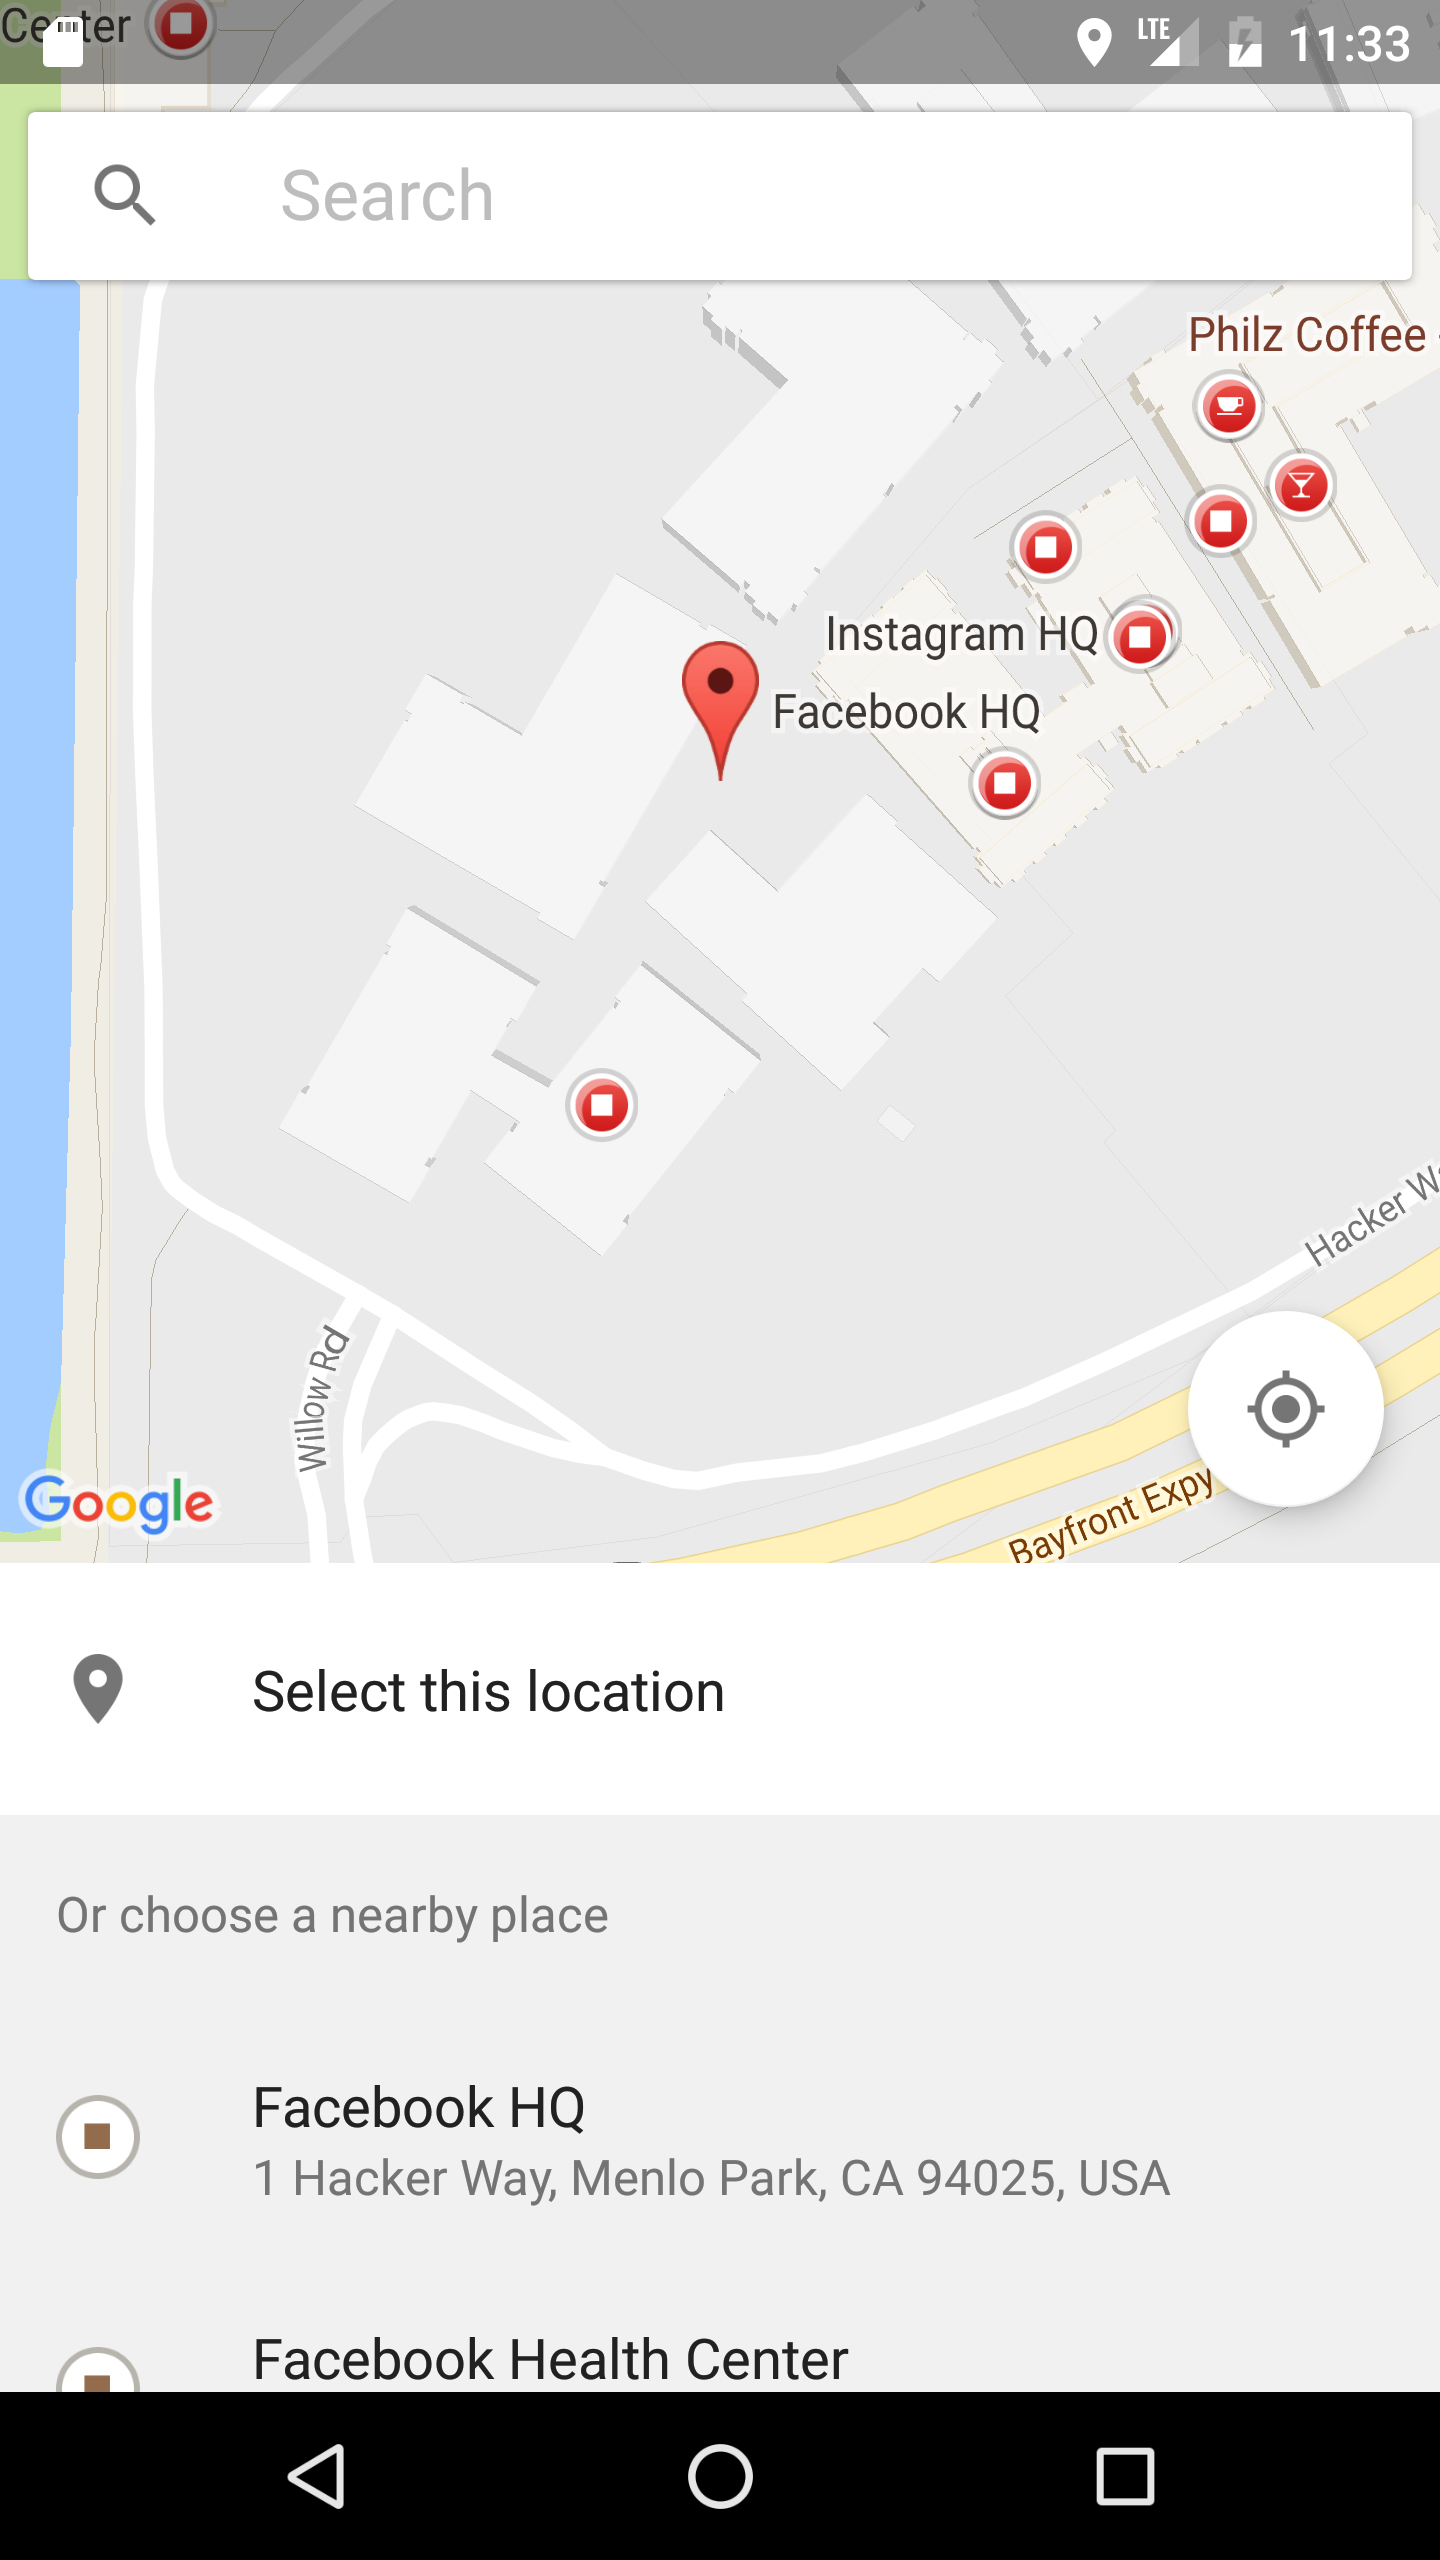 Center
LTE 11:33
Search
Philz Coffee
Instagram HQ
Facebook HQ
Hacker
Willow Rd
Google
Bayfront Expy
Select this location
Or choose a nearby place
Facebook HQ
1 Hacker Way, Menlo Park, CA 94025, USA
Facebook Health Center